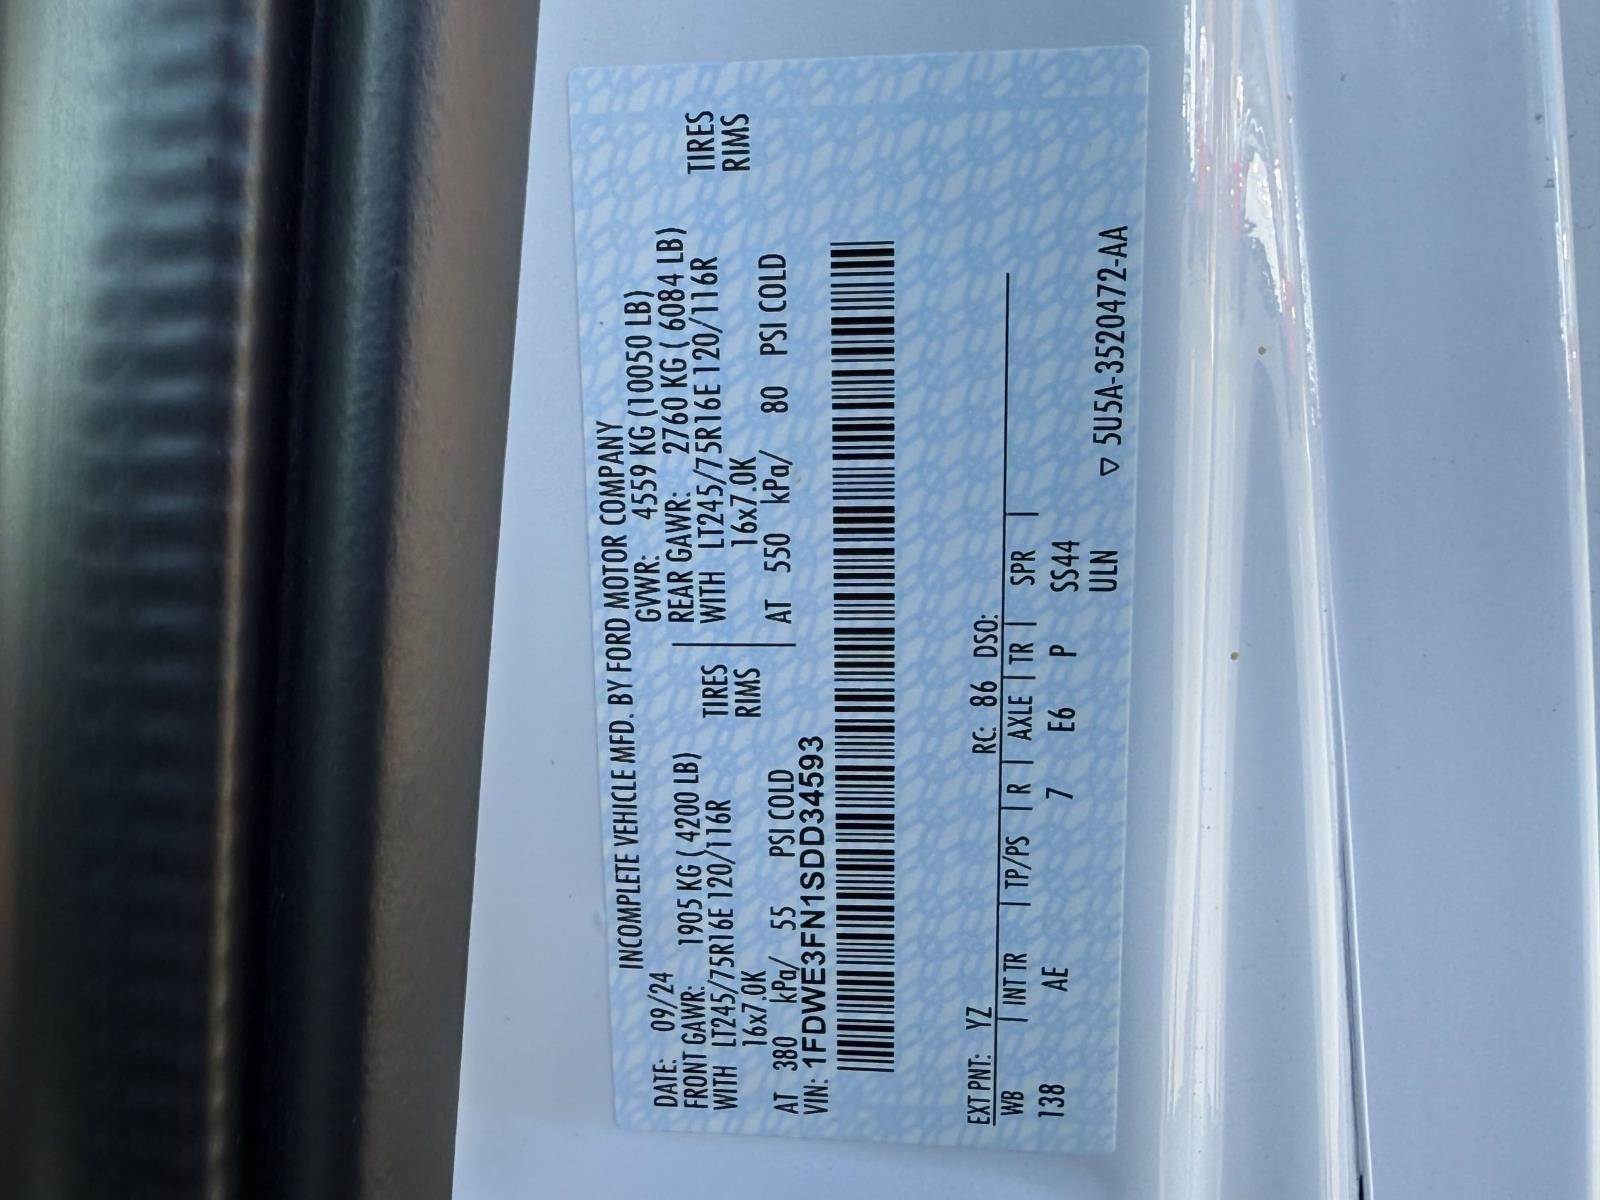 INCOMPLETE VEHICLE MFD. BY FORD MOTOR COMPANY
DATE: 09/24 GVWR: 4559 KG (10050 LB)
FRONT GAWR: 1905 KG ( 4200 LB) REAR GAWR: 2760 KG ( 6084 LB)
WITH LT245/75R16E 120/116R TIRES | WITH LT245/75R16E 120/116R TIRES
16x7.0K RIMS 16x7.0K RIMS
AT 380 kPa/ 55 PSI COLD | AT 550 kPa/ 80 PSI COLD
VIN: 1FDWE3FN1SDD34593
EXT PNT: YZ RC: 86 DSO:
WB | INT TR | TP/PS | R | AXLE | TR | SPR |
138 AE 7 E6 P SS44
ULN ▽ 5U5A-3520472-AA